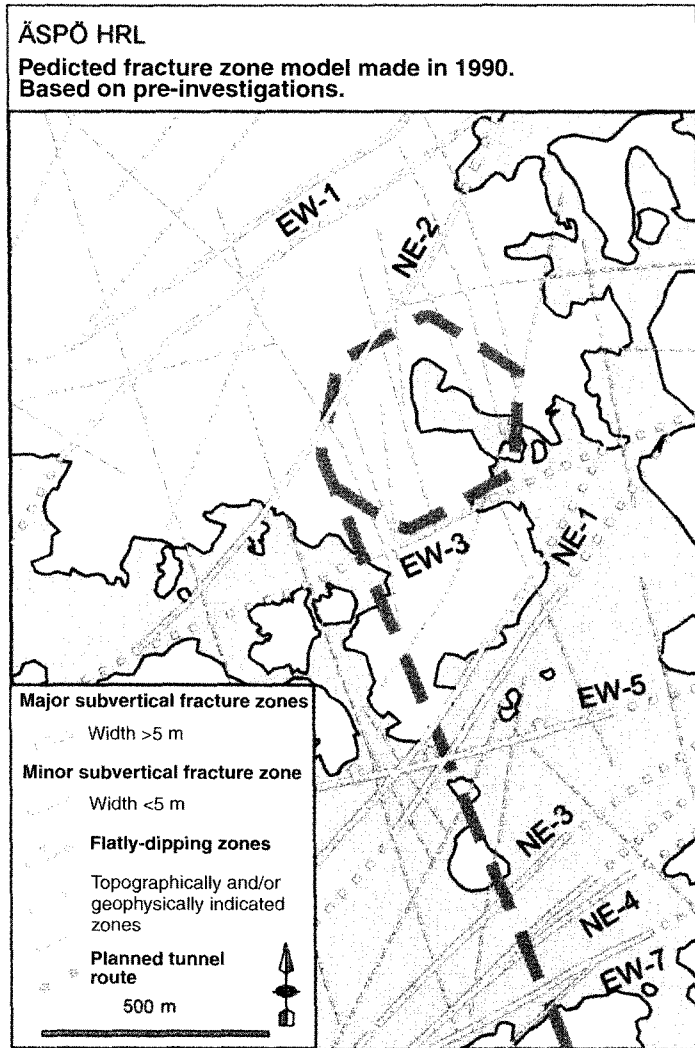 ÄSPÖ HRL
Pedicted fracture zone model made in 1990.
Based on pre-investigations.
EW-1
NE-2
EW-3
NE-1
EW-5
NE-3
NE-4
EW-7
Major subvertical fracture zones
Width >5 m
Minor subvertical fracture zone
Width <5 m
Flatly-dipping zones
Topographically and/or
geophysically indicated
zones
Planned tunnel
route
500 m